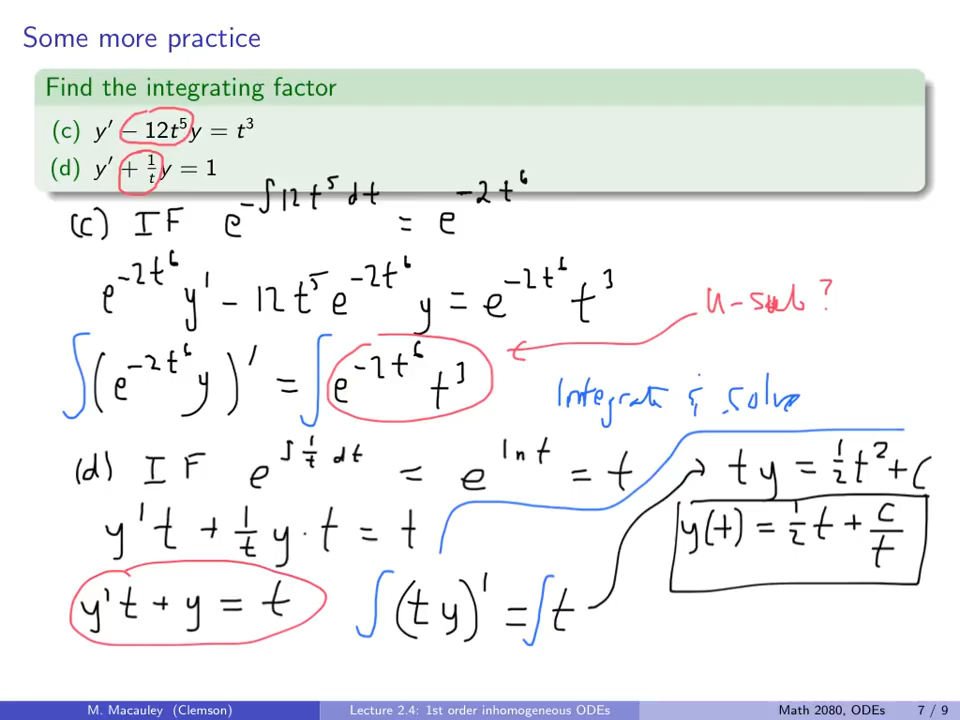 Some more practice
Find the integrating factor
(c) y′ − 12t⁵y = t³
(d) y′ + 1/t y = 1
(c) IF e^(−∫12t⁵ dt) = e^(−2t⁶)
e^(−2t⁶) y' − 12t⁵ e^(−2t⁶) y = e^(−2t⁶) t³
u-sub?
∫(e^(−2t⁶) y)' = ∫ e^(−2t⁶) t³
Integrate & solve
(d) IF e^(∫ 1/t dt) = e^(ln t) = t
ty = 1/2 t² + C
y't + 1/t y · t = t
y(t) = 1/2 t + C/t
y't + y = t
∫(ty)' = ∫t
M. Macauley (Clemson) Lecture 2.4: 1st order inhomogeneous ODEs Math 2080, ODEs 7 / 9